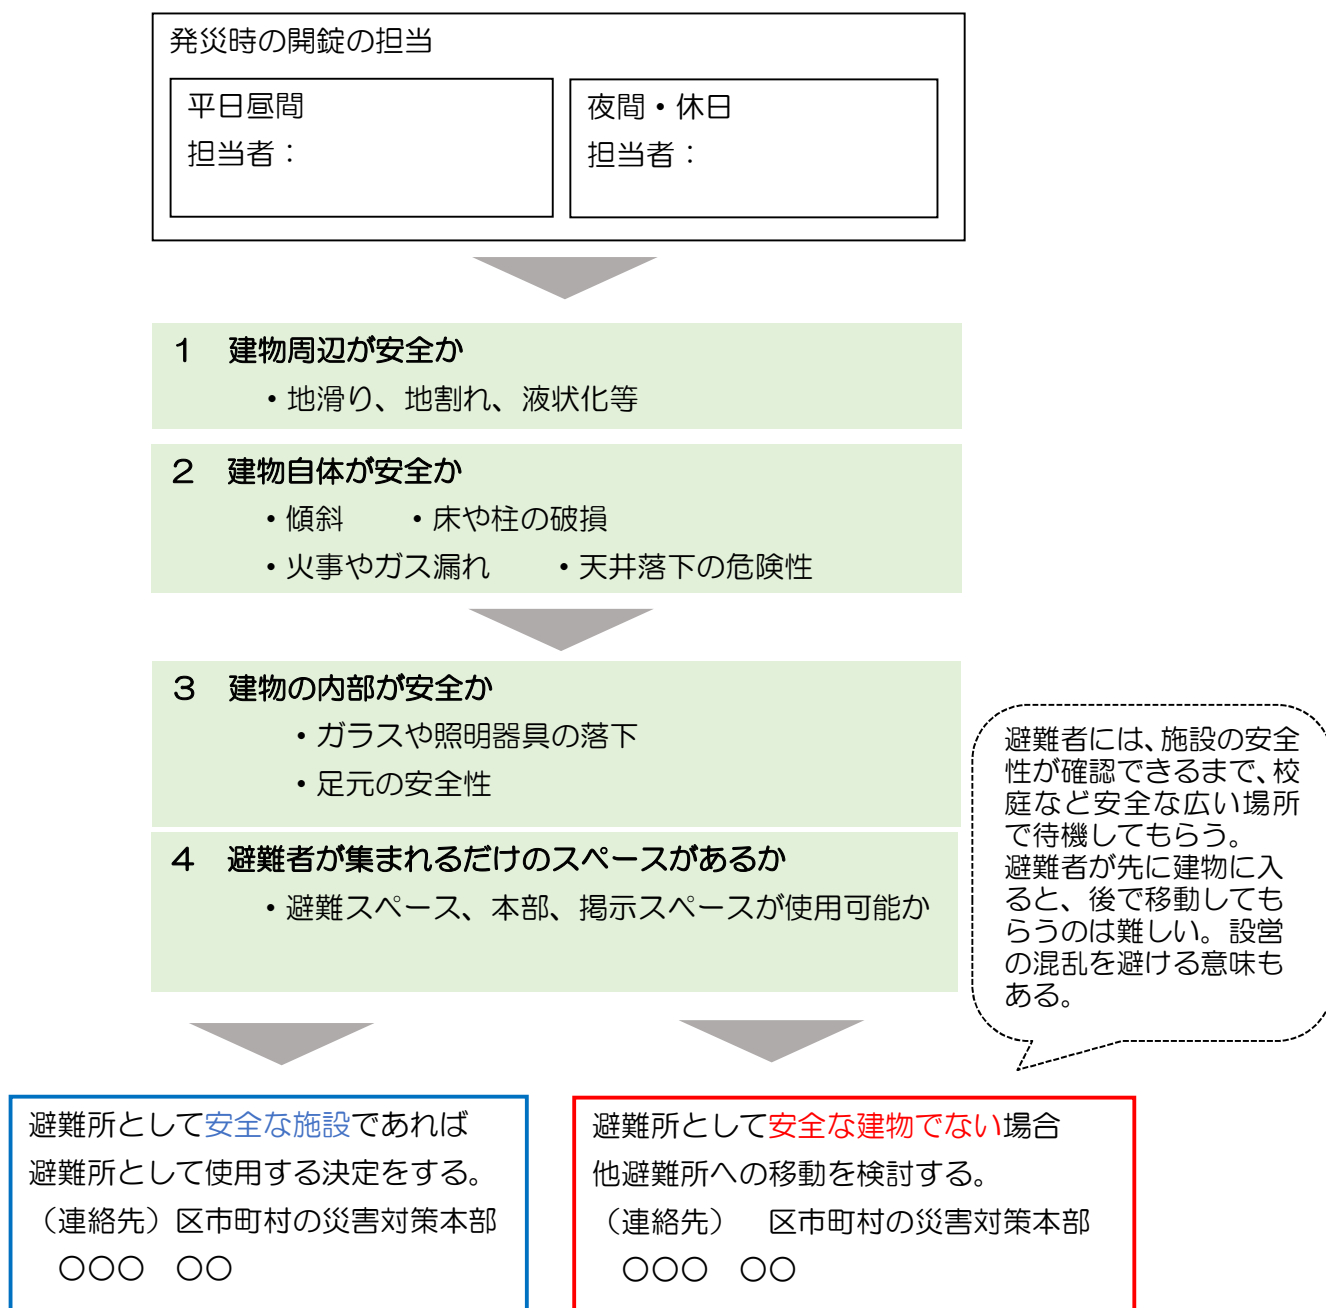 発災時の開錠の担当
平日昼間
担当者：
夜間・休日
担当者：
１　建物周辺が安全か
・地滑り、地割れ、液状化等
２　建物自体が安全か
・傾斜　　・床や柱の破損
・火事やガス漏れ　　・天井落下の危険性
３　建物の内部が安全か
・ガラスや照明器具の落下
・足元の安全性
４　避難者が集まれるだけのスペースがあるか
・避難スペース、本部、掲示スペースが使用可能か
避難者には、施設の安全
性が確認できるまで、校
庭など安全な広い場所
で待機してもらう。
避難者が先に建物に入
ると、後で移動しても
らうのは難しい。設営
の混乱を避ける意味も
ある。
避難所として安全な施設であれば
避難所として使用する決定をする。
（連絡先）区市町村の災害対策本部
○○○　○○
避難所として安全な建物でない場合
他避難所への移動を検討する。
（連絡先）　区市町村の災害対策本部
○○○　○○